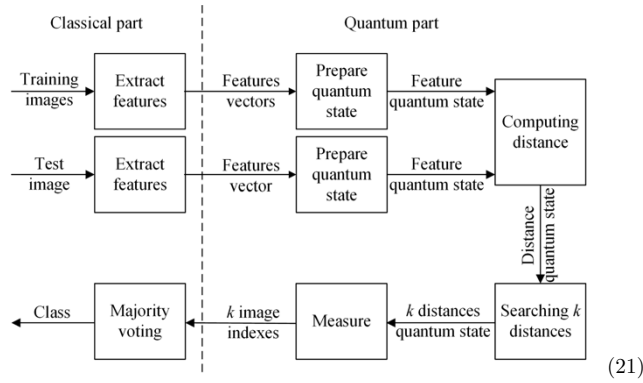 Classical part
Quantum part
Training
images
Extract
features
Features
vectors
Prepare
quantum
state
Feature
quantum state
Computing
distance
Test
image
Extract
features
Features
vector
Prepare
quantum
state
Feature
quantum state
Distance
quantum state
Class
Majority
voting
k image
indexes
Measure
k distances
quantum state
Searching k
distances
(21)